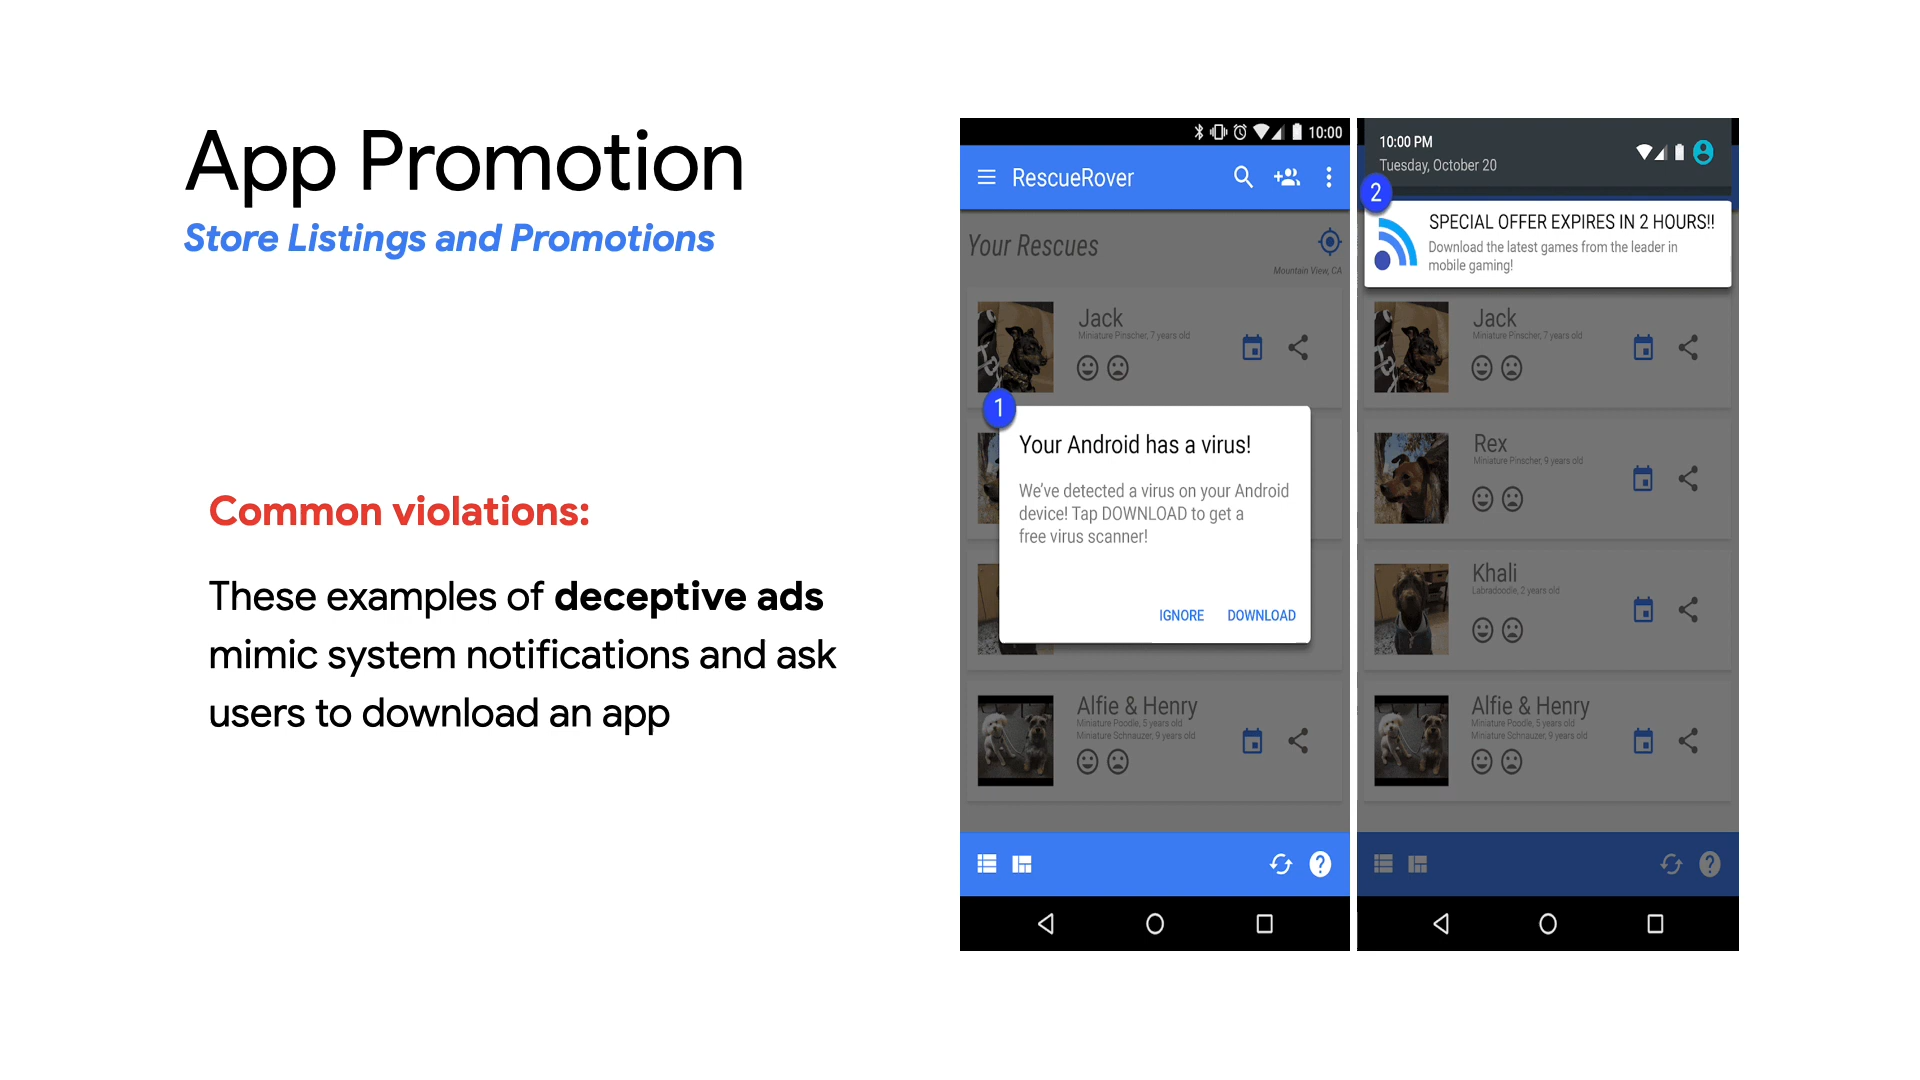 App Promotion
Store Listings and Promotions
Common violations:
These examples of deceptive ads
mimic system notifications and ask
users to download an app
10:00
RescueRover
Your Rescues
Mountain View, CA
Jack
Miniature Pinscher, 7 years old
1
Your Android has a virus!
We've detected a virus on your Android
device! Tap DOWNLOAD to get a
free virus scanner!
IGNORE DOWNLOAD
Alfie & Henry
Miniature Poodle, 5 years old
Miniature Schnauzer, 9 years old
10:00 PM
Tuesday, October 20
2
SPECIAL OFFER EXPIRES IN 2 HOURS!!
Download the latest games from the leader in
mobile gaming!
Jack
Miniature Pinscher, 7 years old
Rex
Miniature Pinscher, 9 years old
Khali
Labradoodle, 2 years old
Alfie & Henry
Miniature Poodle, 5 years old
Miniature Schnauzer, 9 years old